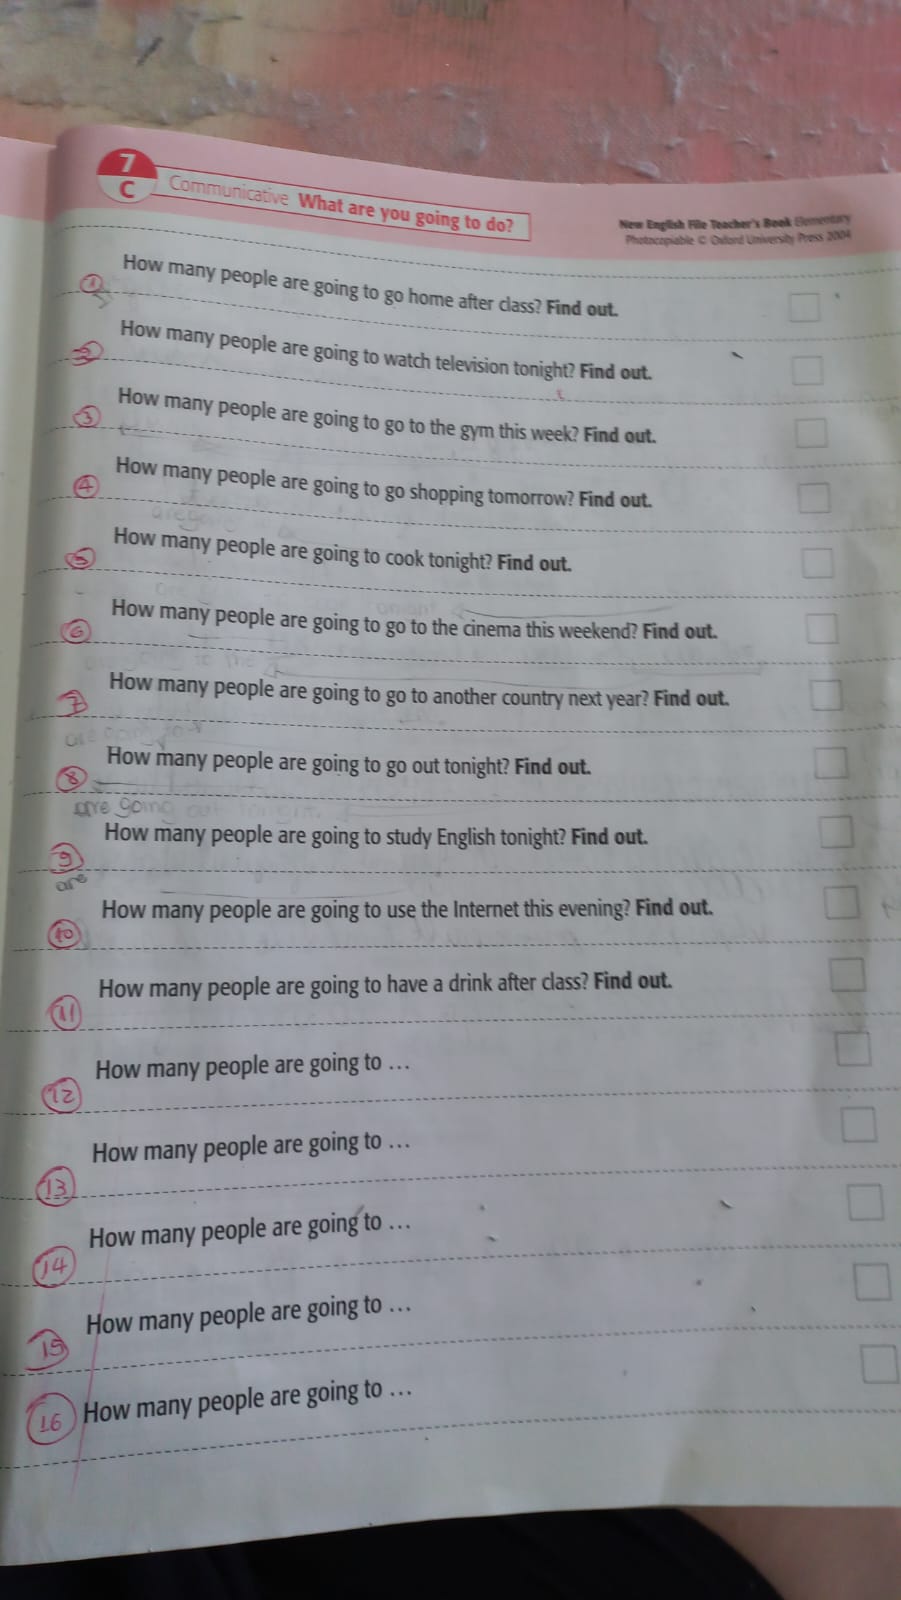 7
C
Communicative What are you going to do?
New English File Teacher's Book Elementary
Photocopiable © Oxford University Press 2004
1 How many people are going to go home after class? Find out.
2 How many people are going to watch television tonight? Find out.
3 How many people are going to go to the gym this week? Find out.
4 How many people are going to go shopping tomorrow? Find out.
5 How many people are going to cook tonight? Find out.
6 How many people are going to go to the cinema this weekend? Find out.
7 How many people are going to go to another country next year? Find out.
8 How many people are going to go out tonight? Find out.
are going out tonigt.
9 How many people are going to study English tonight? Find out.
are
10 How many people are going to use the Internet this evening? Find out.
11 How many people are going to have a drink after class? Find out.
12 How many people are going to ...
13 How many people are going to ...
14 How many people are going to ...
15 How many people are going to ...
16 How many people are going to ...